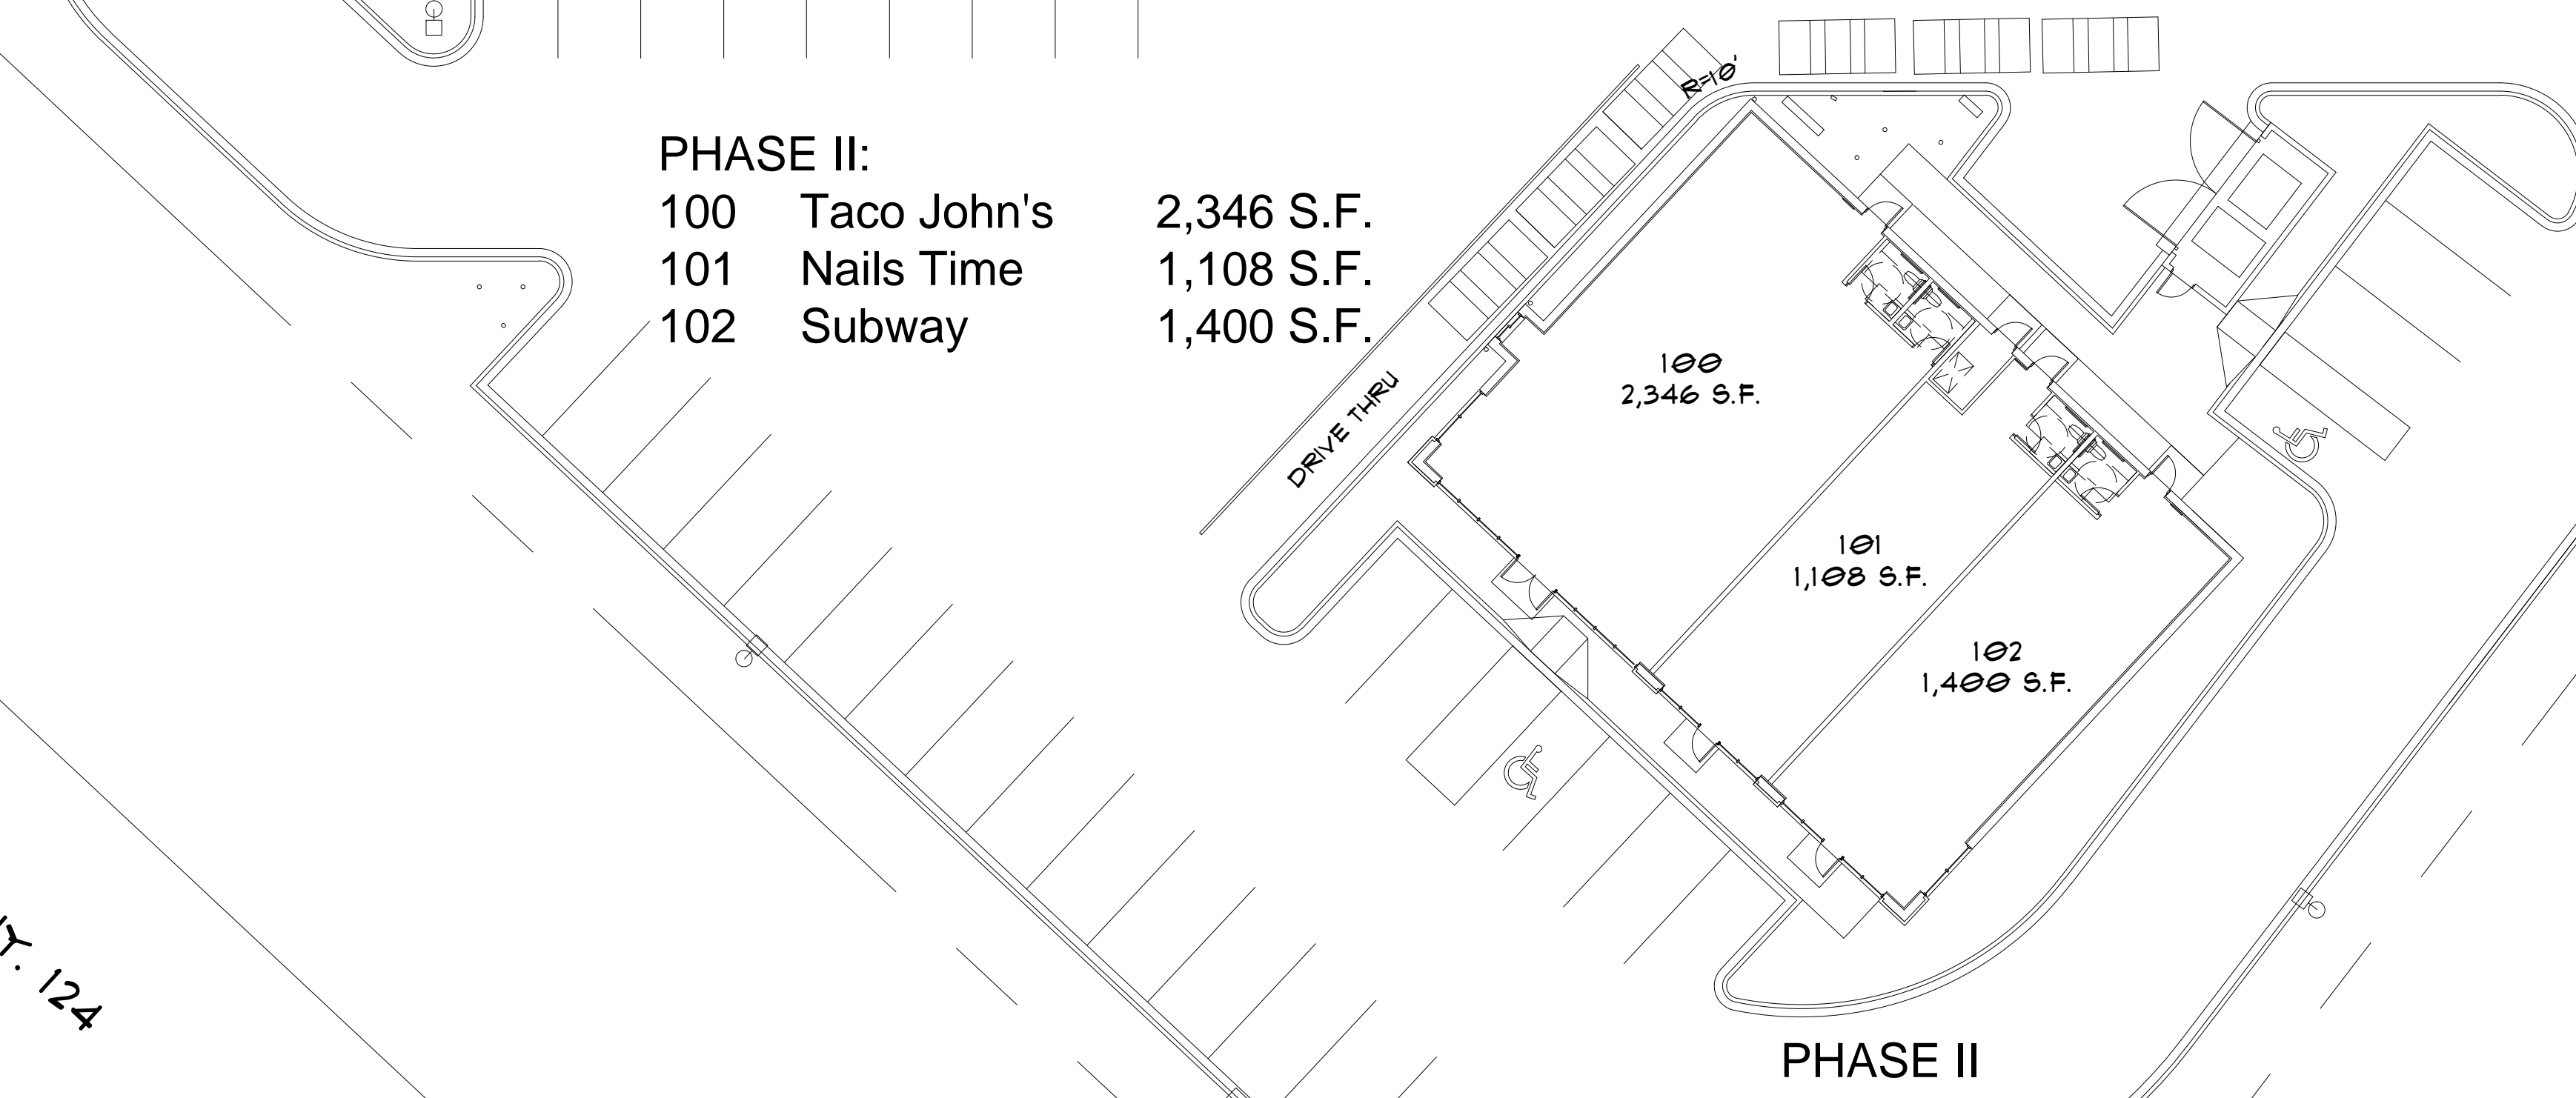 R=10'
PHASE II:
100 Taco John's 2,346 S.F.
101 Nails Time 1,108 S.F.
102 Subway 1,400 S.F.
DRIVE THRU
100
2,346 S.F.
101
1,108 S.F.
102
1,400 S.F.
124
PHASE II